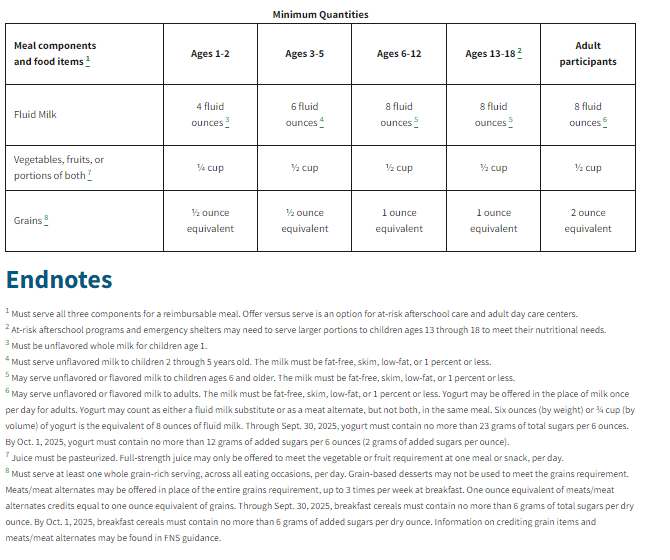 Minimum Quantities
Meal components
and food items 1
Ages 1-2
Ages 3-5
Ages 6-12
Ages 13-18 2
Adult
participants
Fluid Milk
4 fluid
ounces 3
6 fluid
ounces 4
8 fluid
ounces 5
8 fluid
ounces 5
8 fluid
ounces 6
Vegetables, fruits, or
portions of both 7
¼ cup
½ cup
½ cup
½ cup
½ cup
Grains 8
½ ounce
equivalent
½ ounce
equivalent
1 ounce
equivalent
1 ounce
equivalent
2 ounce
equivalent
Endnotes
1 Must serve all three components for a reimbursable meal. Offer versus serve is an option for at-risk afterschool care and adult day care centers.
2 At-risk afterschool programs and emergency shelters may need to serve larger portions to children ages 13 through 18 to meet their nutritional needs.
3 Must be unflavored whole milk for children age 1.
4 Must serve unflavored milk to children 2 through 5 years old. The milk must be fat-free, skim, low-fat, or 1 percent or less.
5 May serve unflavored or flavored milk to children ages 6 and older. The milk must be fat-free, skim, low-fat, or 1 percent or less.
6 May serve unflavored or flavored milk to adults. The milk must be fat-free, skim, low-fat, or 1 percent or less. Yogurt may be offered in the place of milk once
per day for adults. Yogurt may count as either a fluid milk substitute or as a meat alternate, but not both, in the same meal. Six ounces (by weight) or ¾ cup (by
volume) of yogurt is the equivalent of 8 ounces of fluid milk. Through Sept. 30, 2025, yogurt must contain no more than 23 grams of total sugars per 6 ounces.
By Oct. 1, 2025, yogurt must contain no more than 12 grams of added sugars per 6 ounces (2 grams of added sugars per ounce).
7 Juice must be pasteurized. Full-strength juice may only be offered to meet the vegetable or fruit requirement at one meal or snack, per day.
8 Must serve at least one whole grain-rich serving, across all eating occasions, per day. Grain-based desserts may not be used to meet the grains requirement.
Meats/meat alternates may be offered in place of the entire grains requirement, up to 3 times per week at breakfast. One ounce equivalent of meats/meat
alternates credits equal to one ounce equivalent of grains. Through Sept. 30, 2025, breakfast cereals must contain no more than 6 grams of total sugars per dry
ounce. By Oct. 1, 2025, breakfast cereals must contain no more than 6 grams of added sugars per dry ounce. Information on crediting grain items and
meats/meat alternates may be found in FNS guidance.